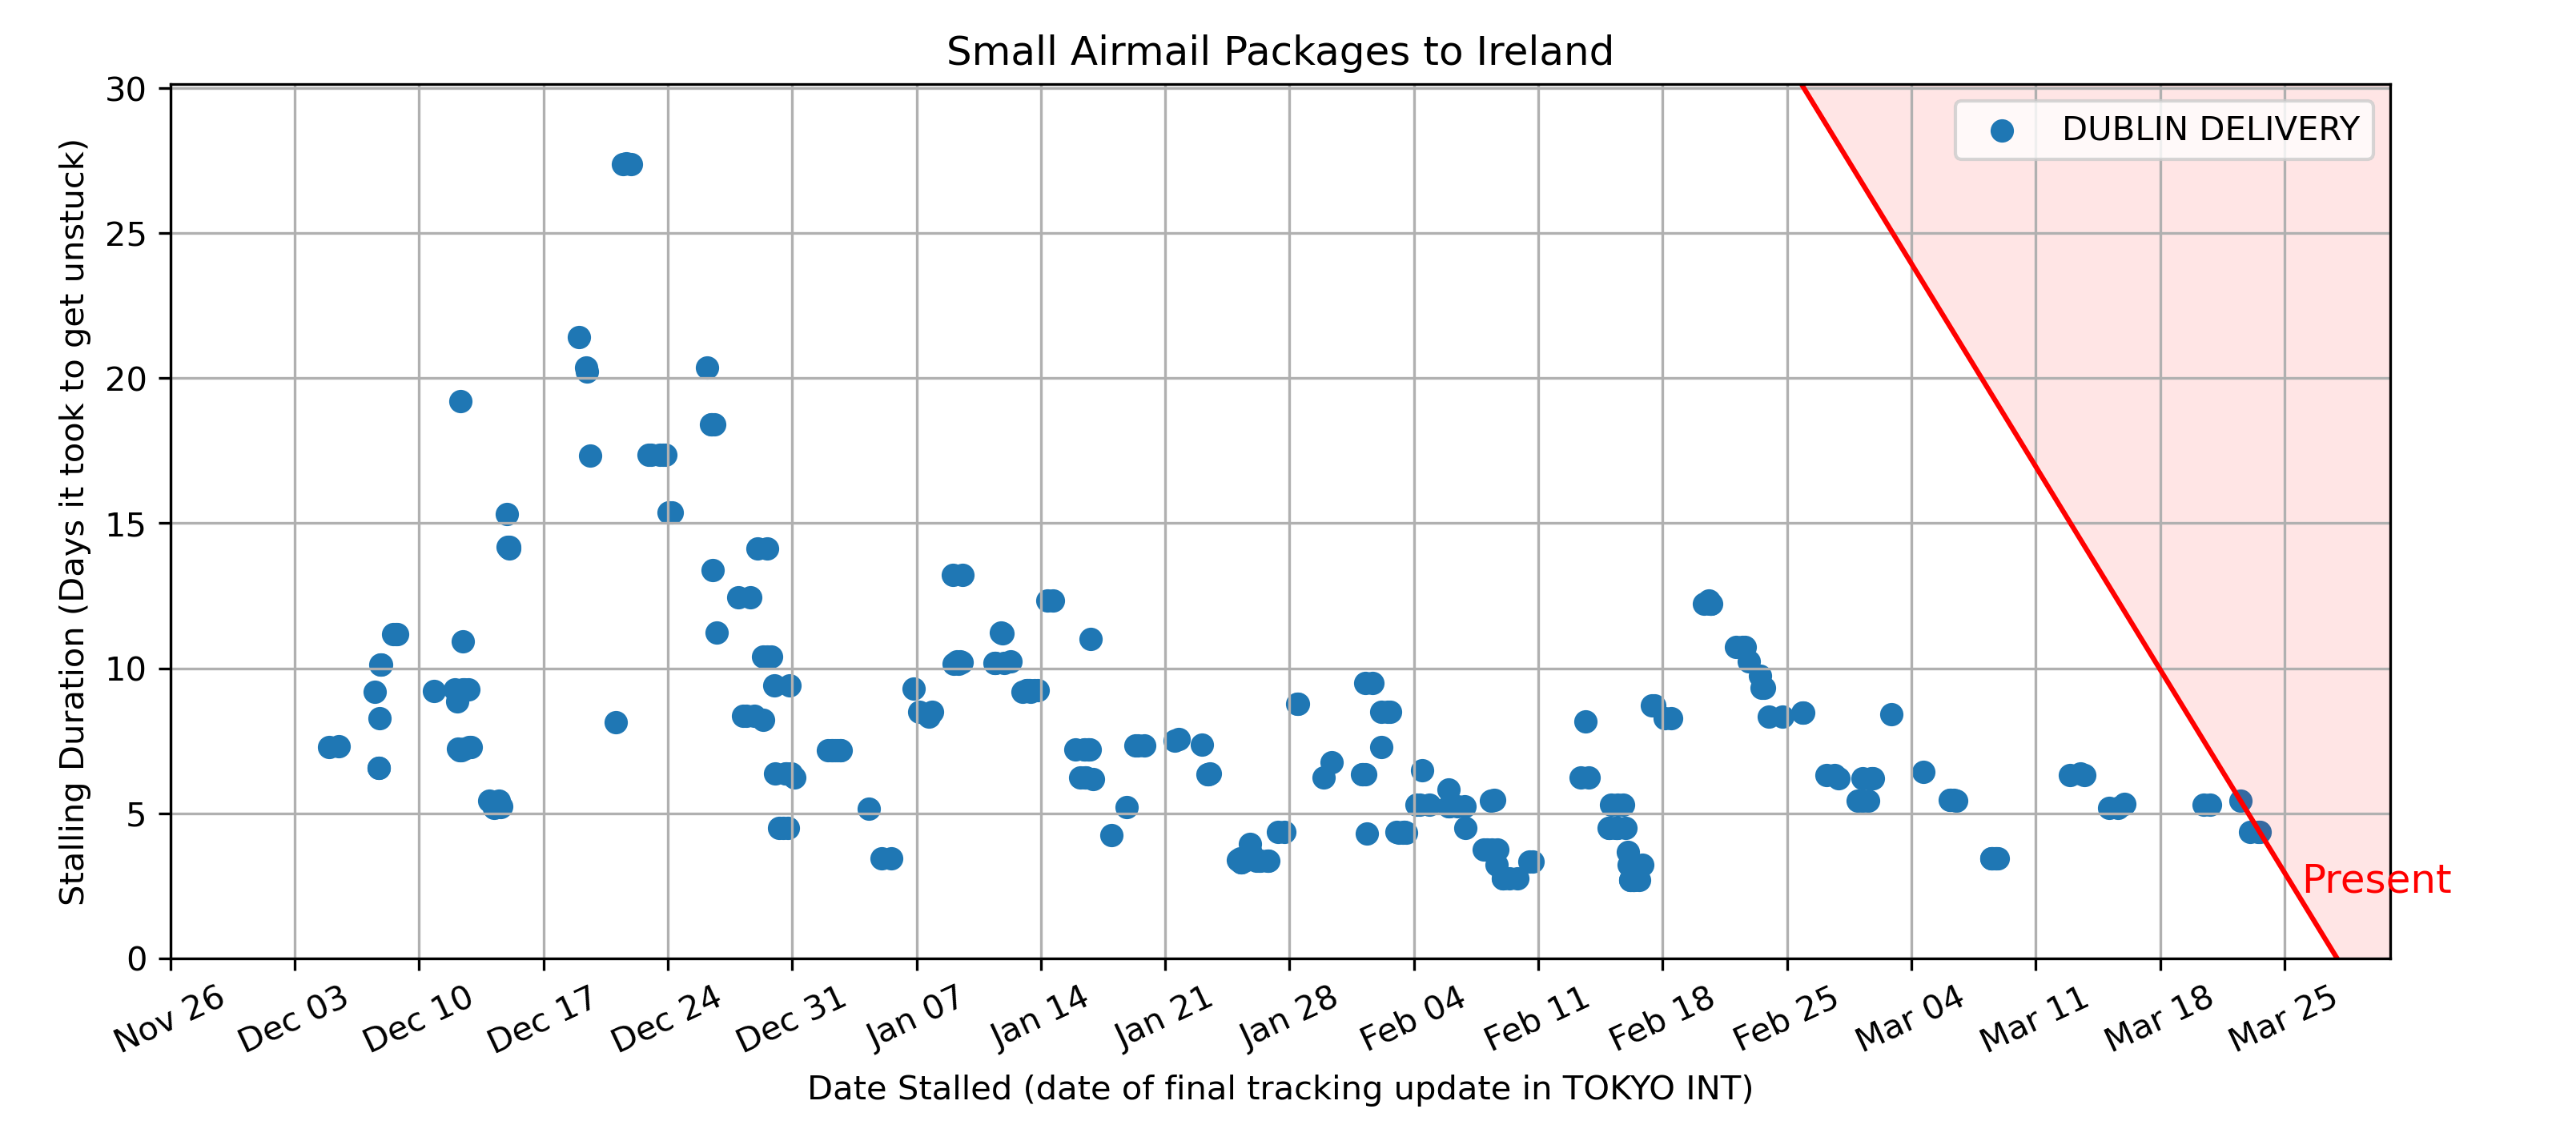 Small Airmail Packages to Ireland
DUBLIN DELIVERY
Stalling Duration (Days it took to get unstuck)
30
25
20
15
10
5
0
Present
Nov 26 Dec 03 Dec 10 Dec 17 Dec 24 Dec 31 Jan 07 Jan 14 Jan 21 Jan 28 Feb 04 Feb 11 Feb 18 Feb 25 Mar 04 Mar 11 Mar 18 Mar 25
Date Stalled (date of final tracking update in TOKYO INT)